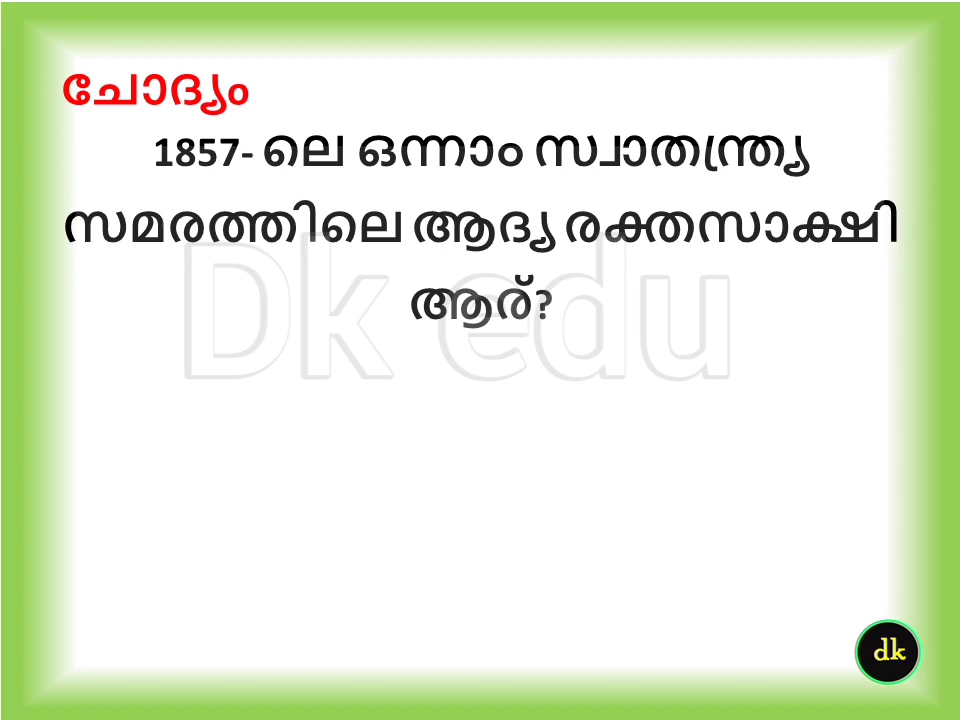 ചോദ്യം
1857- ലെ ഒന്നാം സ്വാതന്ത്ര്യ
സമരത്തിലെ ആദ്യ രക്തസാക്ഷി
ആര്?
Dk edu
dk